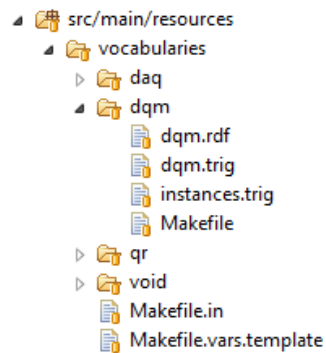 src/main/resources
vocabularies
daq
dqm
dqm.rdf
dqm.trig
instances.trig
Makefile
qr
void
Makefile.in
Makefile.vars.template